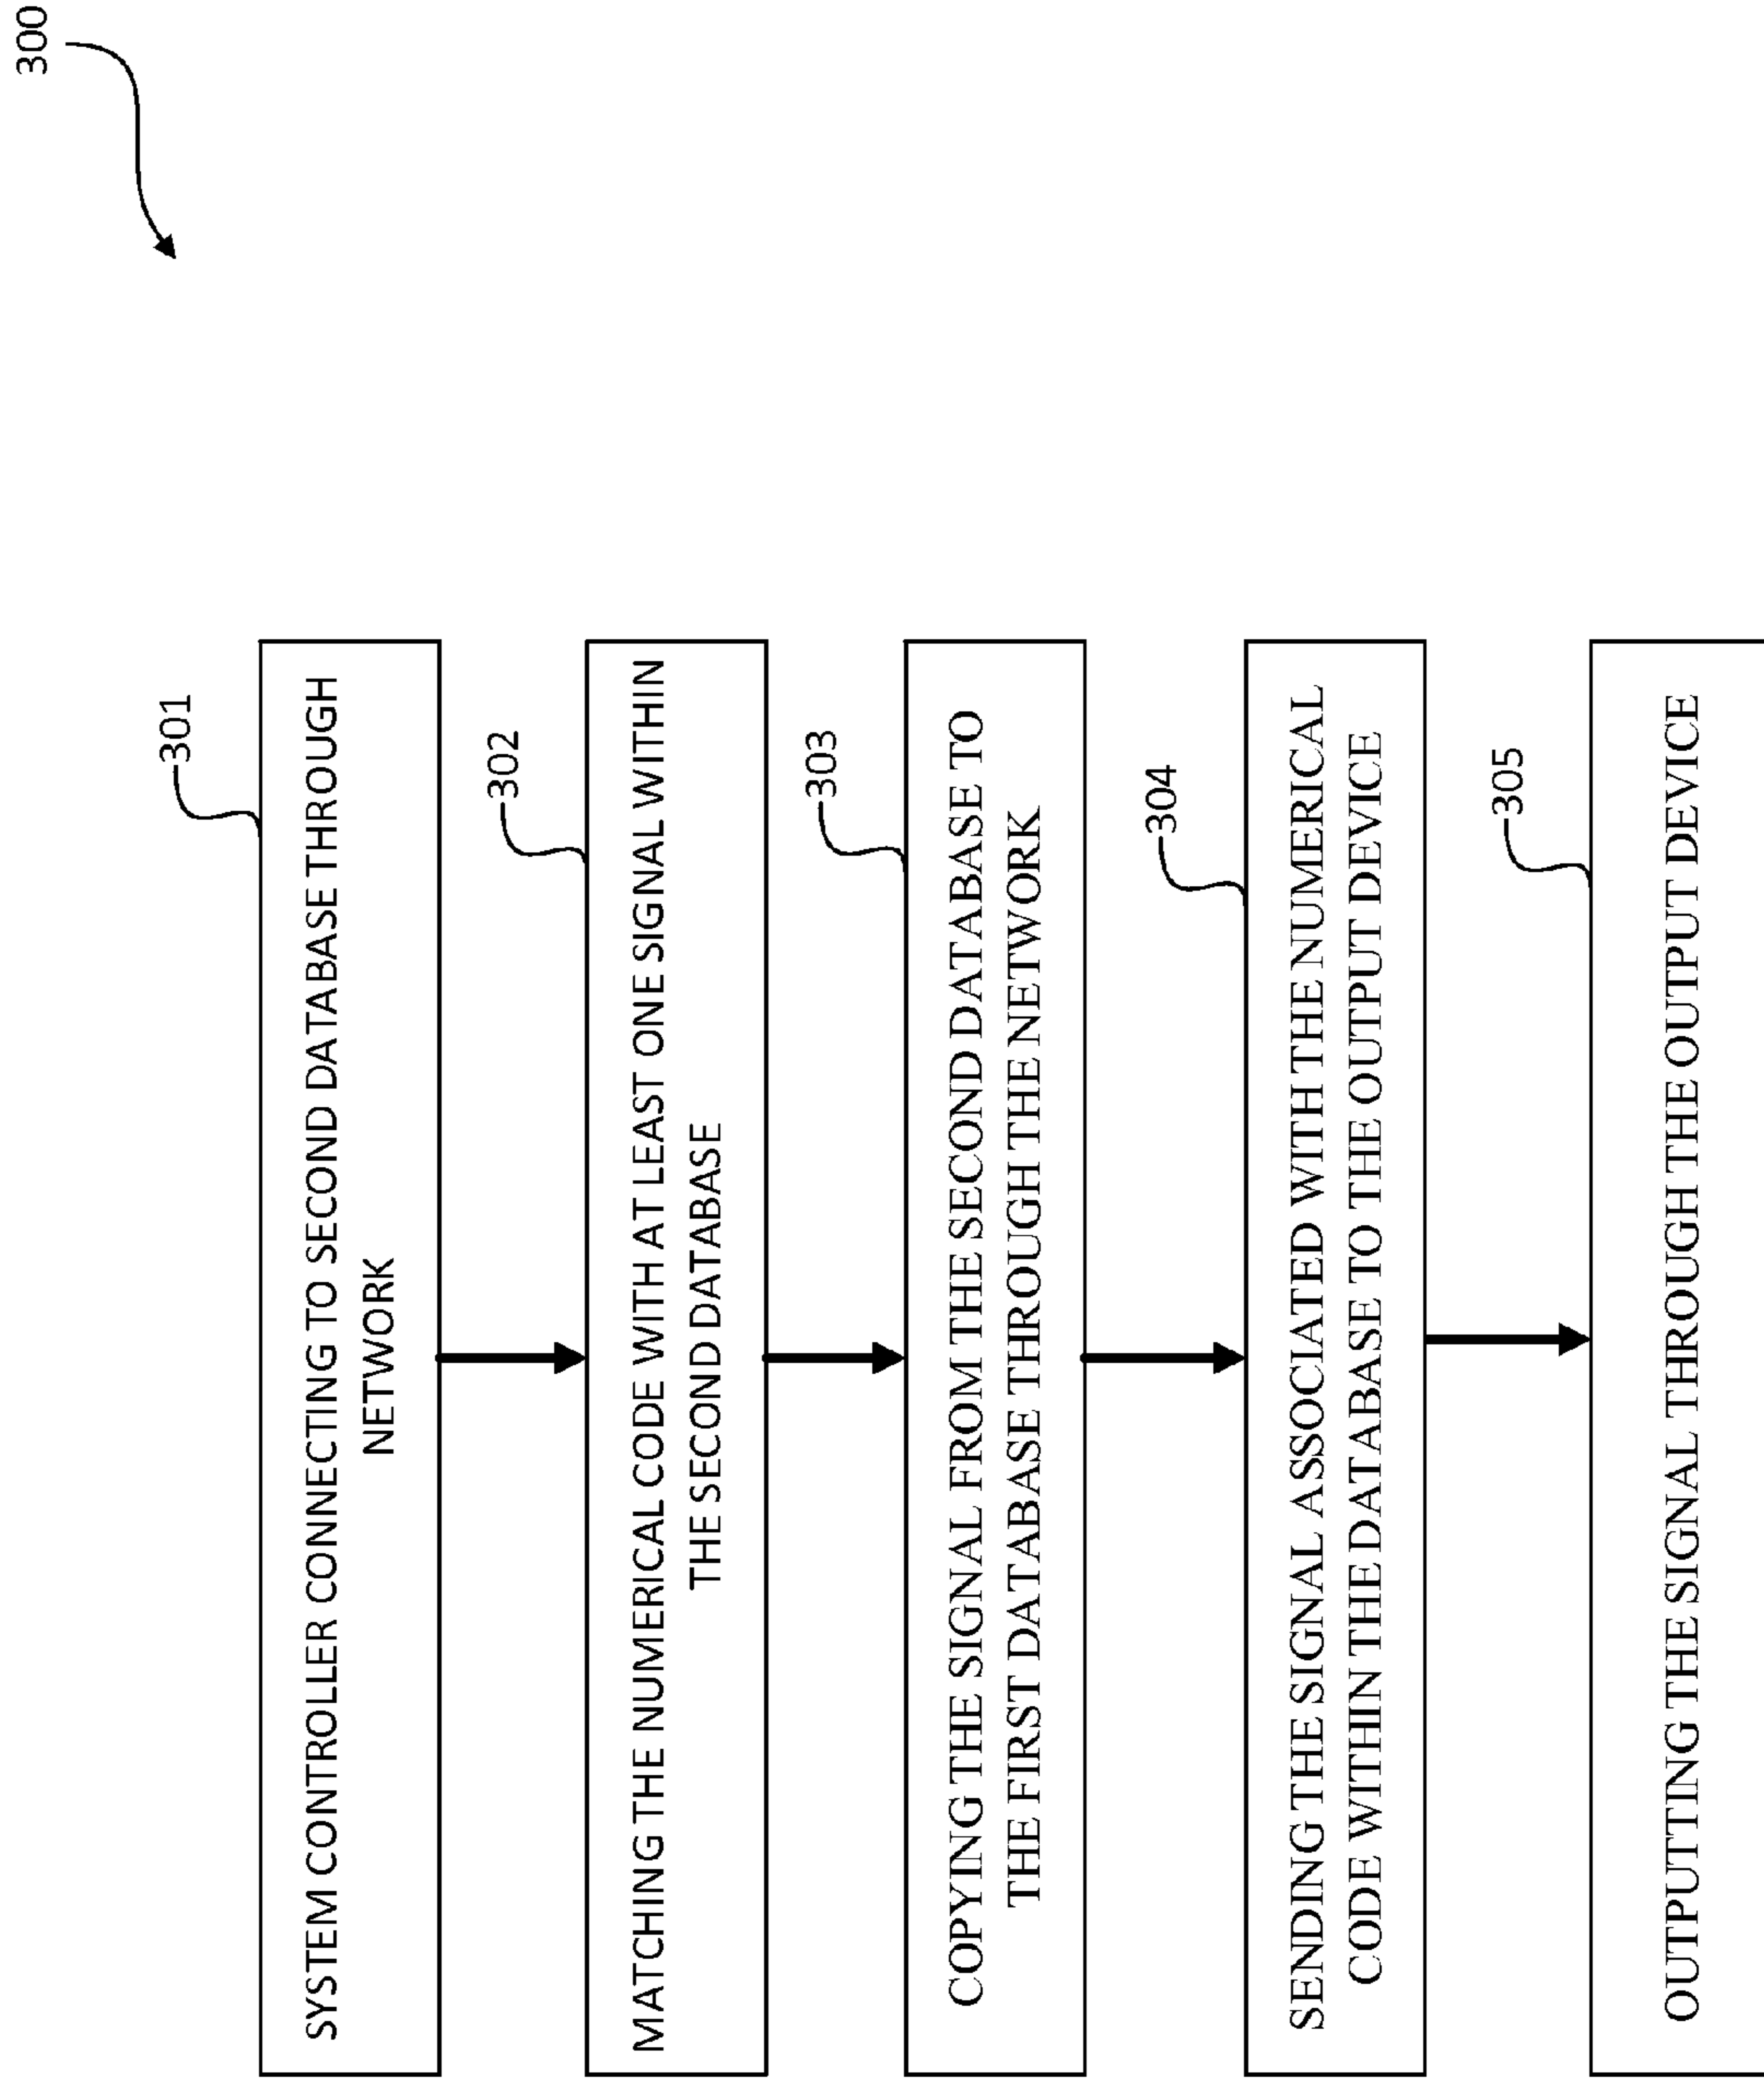 300
301
SYSTEM CONTROLLER CONNECTING TO SECOND DATABASE THROUGH
NETWORK
302
MATCHING THE NUMERICAL CODE WITH AT LEAST ONE SIGNAL WITHIN
THE SECOND DATABASE
303
COPYING THE SIGNAL FROM THE SECOND DATABASE TO
THE FIRST DATABASE THROUGH THE NETWORK
304
SENDING THE SIGNAL ASSOCIATED WITH THE NUMERICAL
CODE WITHIN THE DATABASE TO THE OUTPUT DEVICE
305
OUTPUTTING THE SIGNAL THROUGH THE OUTPUT DEVICE